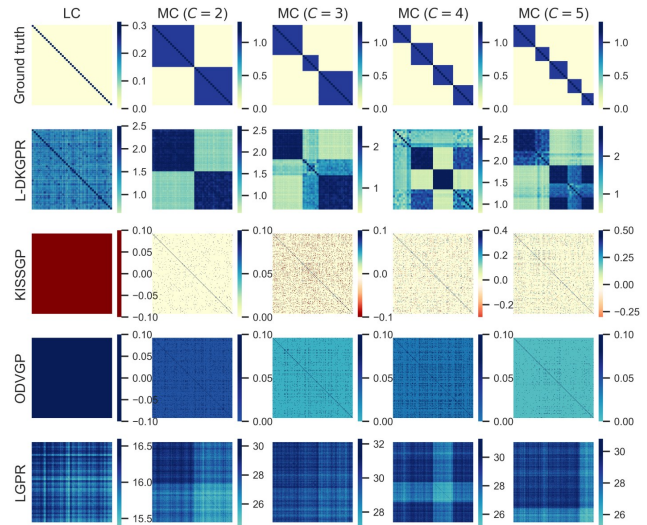 LC MC (C = 2) MC (C = 3) MC (C = 4) MC (C = 5)
Ground truth 0.3 0.2 0.1 0.0 1.0 0.5 0.0 1.0 0.5 0.0 1.0 0.5 0.0 1.0 0.5 0.0
L-DKGPR 2.5 2.0 1.5 1.0 2.5 2.0 1.5 2.5 2.0 1.5 1.0 2.5 2.0 1.5 1.0 2 1
KISSGP 0.10 0.05 0.00 −0.05 −0.10 0.10 0.05 0.00 0.1 0.0 −0.1 0.4 0.2 0.0 −0.2 0.50 0.25 0.00 −0.25
ODVGP 0.10 0.05 0.00 −0.05 −0.10 0.10 0.05 0.00 0.10 0.05 0.00 0.10 0.05 0.00 0.10 0.05 0.00
LGPR 16.5 16.0 15.5 30 28 26 32 30 28 30 28 26 30 28 26